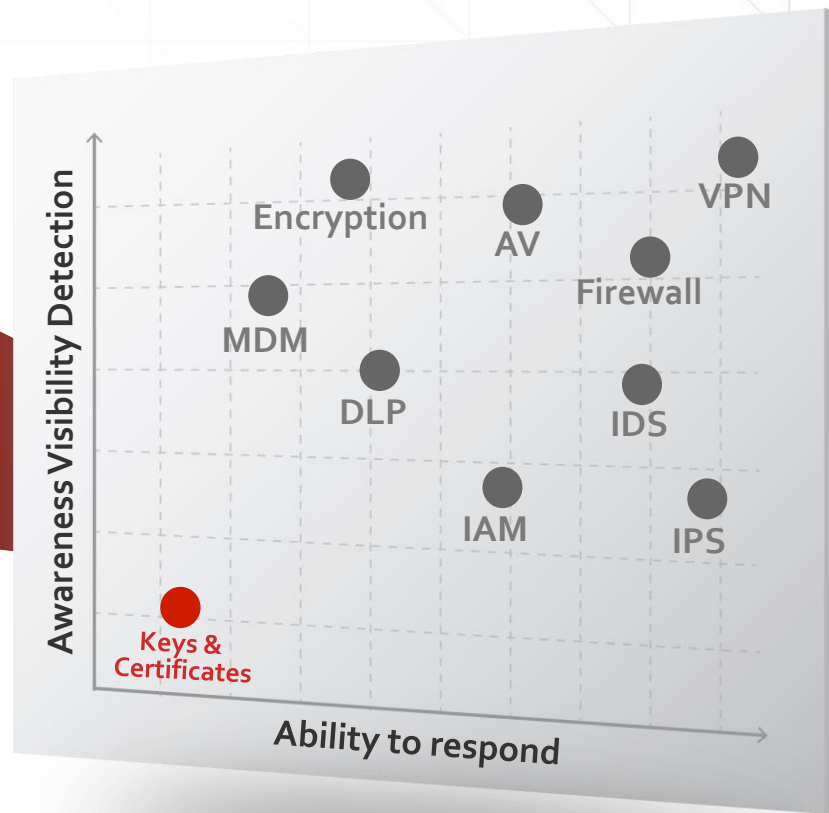 Awareness Visibility Detection
Encryption
AV
VPN
Firewall
MDM
DLP
IDS
IAM
IPS
Keys &
Certificates
Ability to respond